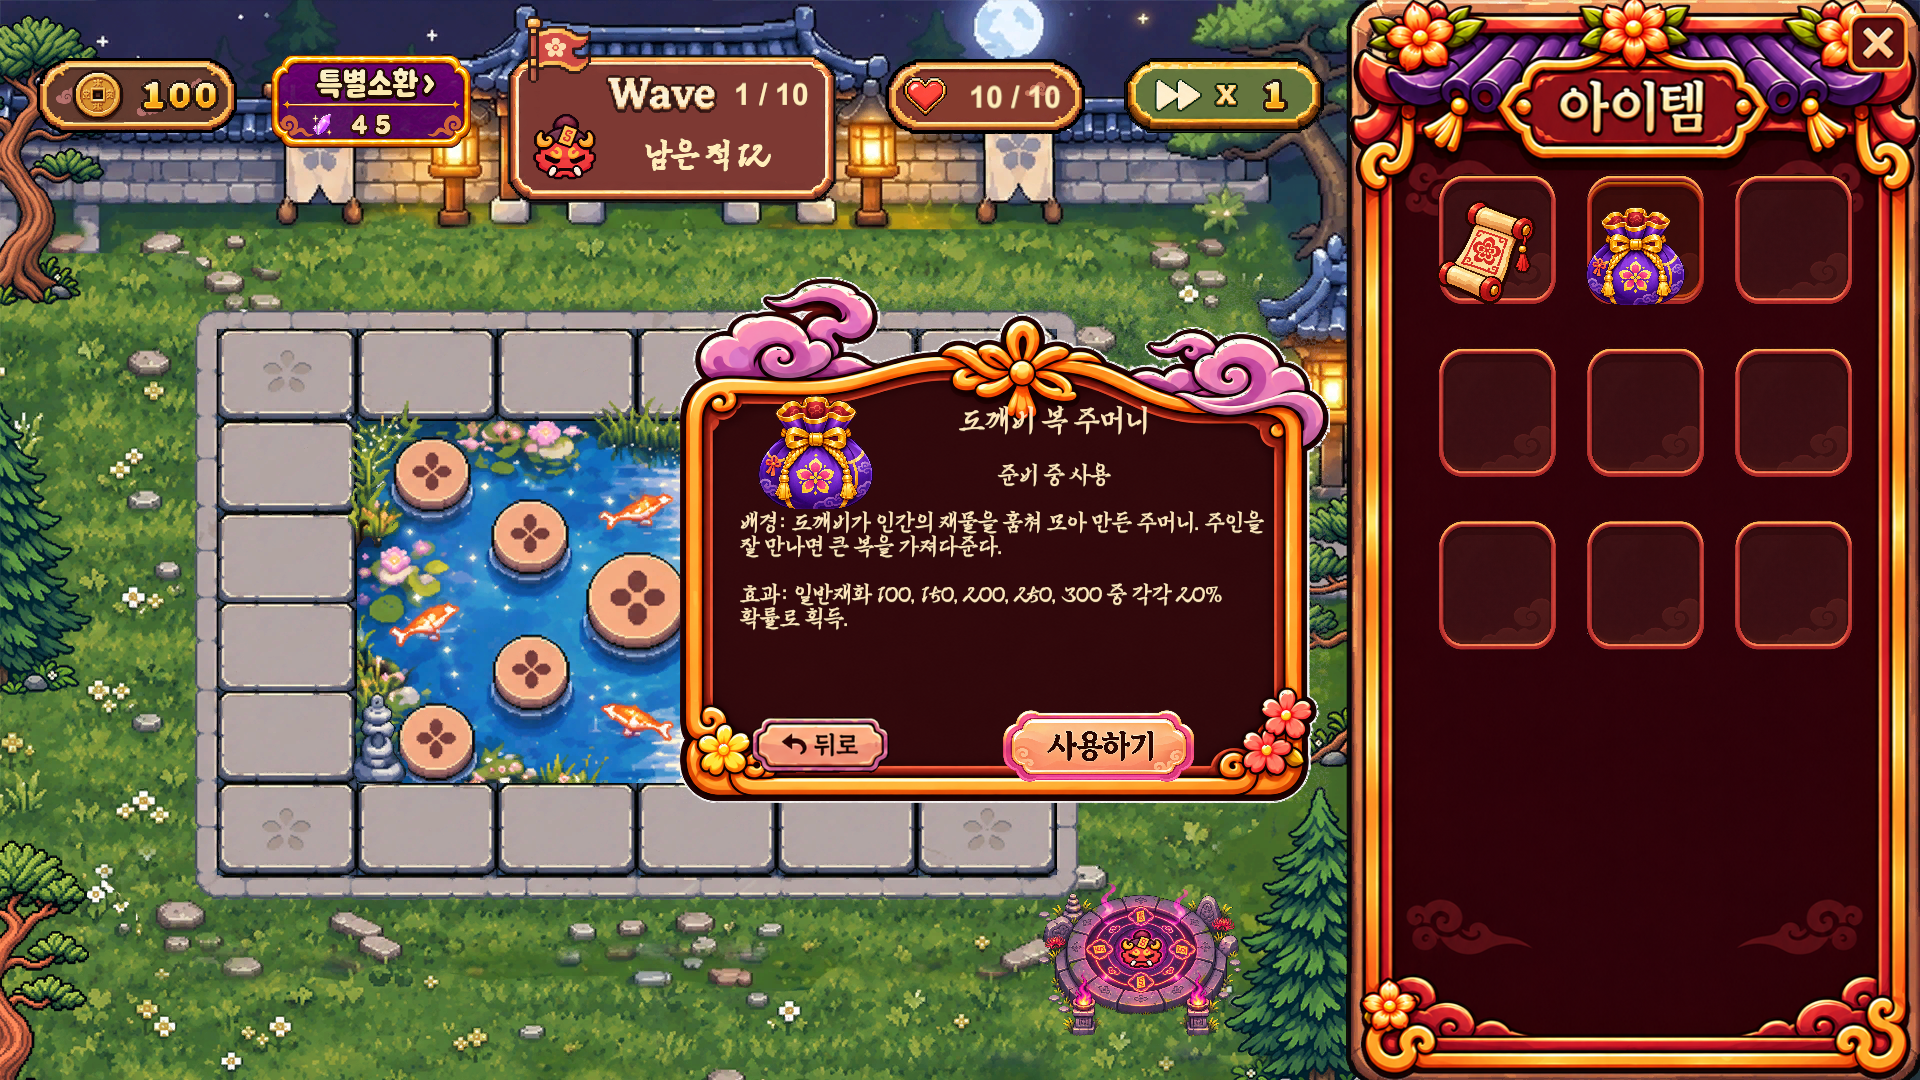 100
특별소환 >
45
Wave 1/10
남은 적 12
10/10
x 1
아이템
도깨비 복 주머니
준비 중 사용
배경: 도깨비가 인간의 재물을 훔쳐 모아 만든 주머니. 주인을
잘 만나면 큰 복을 가져다준다.
효과: 일반재화 100, 150, 200, 250, 300 중 각각 20%
확률로 획득.
뒤로
사용하기